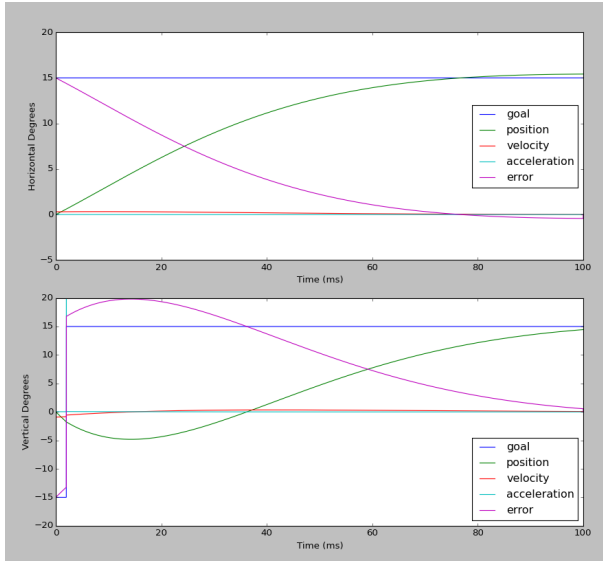 20
15
10
5
0
−5
Horizontal Degrees
goal
position
velocity
acceleration
error
0 20 40 60 80 100
Time (ms)
20
15
10
5
0
−5
−10
−15
−20
Vertical Degrees
goal
position
velocity
acceleration
error
0 20 40 60 80 100
Time (ms)